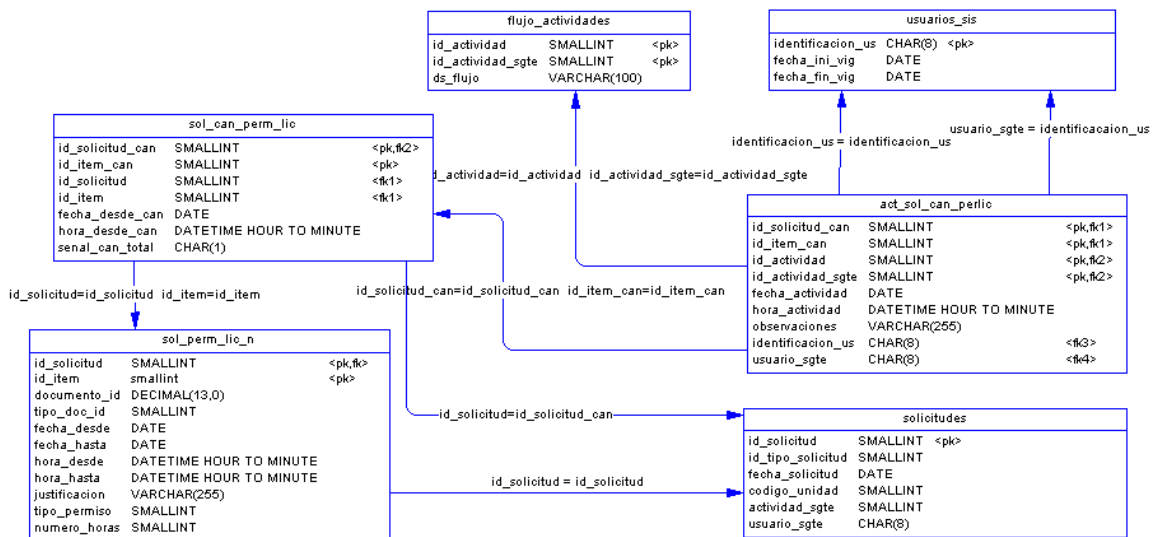 flujo_actividades
id_actividad SMALLINT <pk>
id_actividad_sgte SMALLINT <pk>
ds_flujo VARCHAR(100)
usuarios_sis
identificacion_us CHAR(8) <pk>
fecha_ini_vig DATE
fecha_fin_vig DATE
sol_can_perm_lic
id_solicitud_can SMALLINT <pk,fk2>
id_item_can SMALLINT <pk>
id_solicitud SMALLINT <fk1>
id_item SMALLINT <fk1>
fecha_desde_can DATE
hora_desde_can DATETIME HOUR TO MINUTE
senal_can_total CHAR(1)
usuario_sgte = identificacaion_us
identificacion_us = identificacion_us
d_actividad=id_actividad id_actividad_sgte=id_actividad_sgte
act_sol_can_perlic
id_solicitud_can SMALLINT <pk,fk1>
id_item_can SMALLINT <pk,fk1>
id_actividad SMALLINT <pk,fk2>
id_actividad_sgte SMALLINT <pk,fk2>
fecha_actividad DATE
hora_actividad DATETIME HOUR TO MINUTE
observaciones VARCHAR(255)
identificacion_us CHAR(8) <fk3>
usuario_sgte CHAR(8) <fk4>
id_solicitud=id_solicitud id_item=id_item
id_solicitud_can=id_solicitud_can id_item_can=id_item_can
sol_perm_lic_n
id_solicitud SMALLINT <pk,fk>
id_item smallint <pk>
documento_id DECIMAL(13,0)
tipo_doc_id SMALLINT
fecha_desde DATE
fecha_hasta DATE
hora_desde DATETIME HOUR TO MINUTE
hora_hasta DATETIME HOUR TO MINUTE
justificacion VARCHAR(255)
tipo_permiso SMALLINT
numero_horas SMALLINT
id_solicitud=id_solicitud_can
id_solicitud = id_solicitud
solicitudes
id_solicitud SMALLINT <pk>
id_tipo_solicitud SMALLINT
fecha_solicitud DATE
codigo_unidad SMALLINT
actividad_sgte SMALLINT
usuario_sgte CHAR(8)